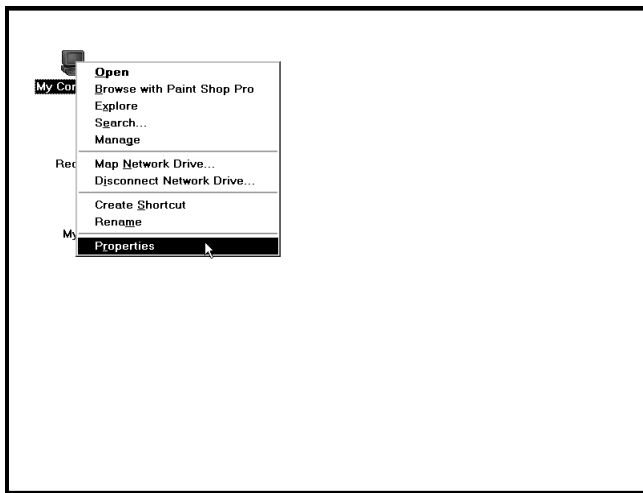 Open
My Con
Browse with Paint Shop Pro
Explore
Search...
Manage
Rec
Map Network Drive...
Disconnect Network Drive...
Create Shortcut
Rename
My
Properties